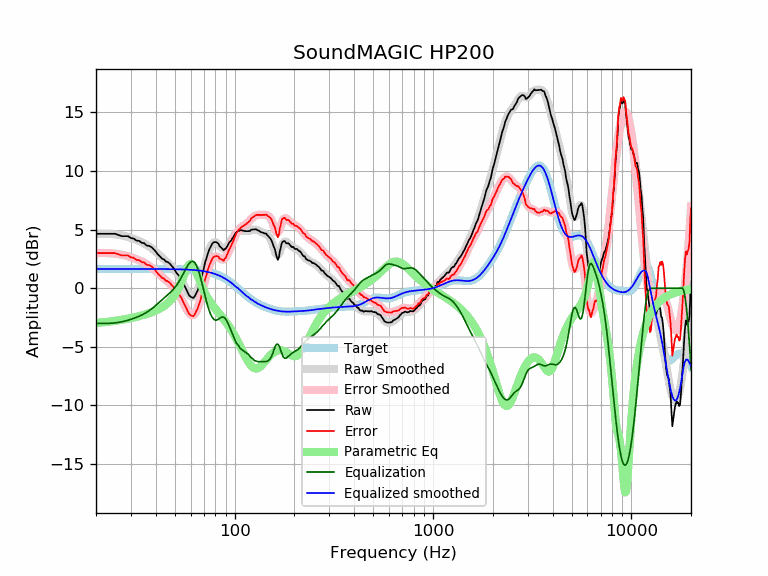 SoundMAGIC HP200
15
10
5
0
−5
−10
−15
Amplitude (dBr)
Target
Raw Smoothed
Error Smoothed
Raw
Error
Parametric Eq
Equalization
Equalized smoothed
100
1000
10000
Frequency (Hz)